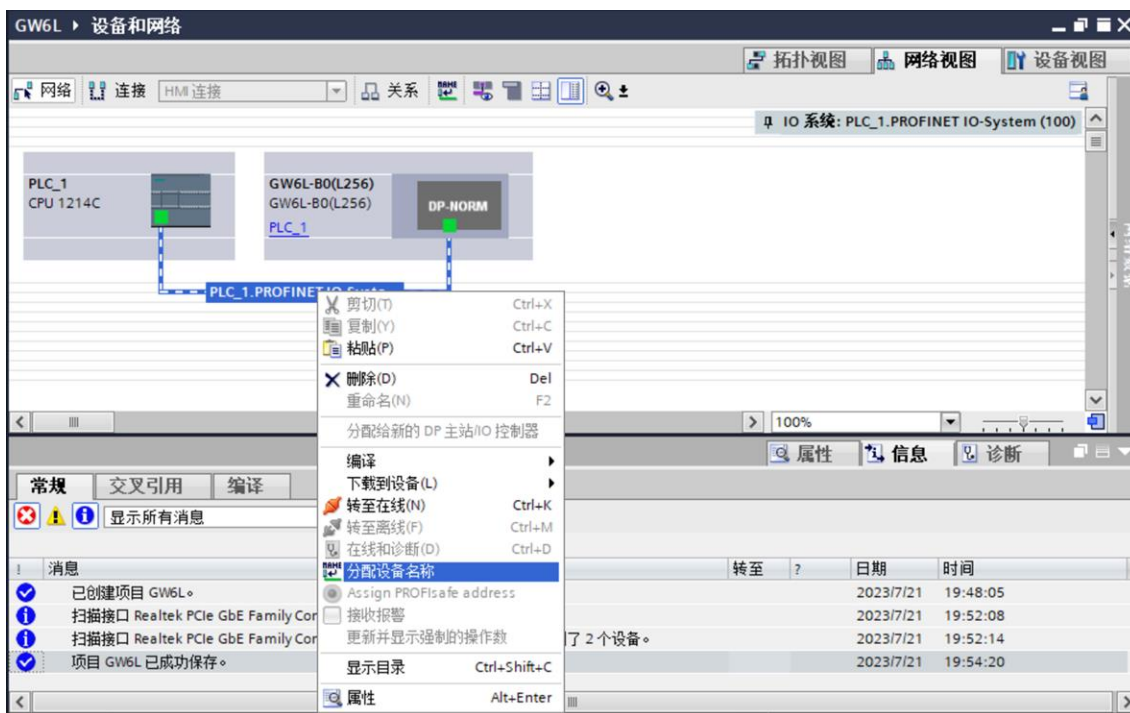 GW6L ▸ 设备和网络
拓扑视图 网络视图 设备视图
网络 连接 HMI 连接 关系
IO 系统: PLC_1.PROFINET IO-System (100)
PLC_1
CPU 1214C
GW6L-B0(L256)
GW6L-B0(L256)
PLC_1
DP-NORM
PLC_1.PROFINET IO-Syste...
剪切(T) Ctrl+X
复制(Y) Ctrl+C
粘贴(P) Ctrl+V
删除(D) Del
重命名(N) F2
分配给新的 DP 主站/IO 控制器
编译
下载到设备(L)
转至在线(N) Ctrl+K
转至离线(F) Ctrl+M
在线和诊断(D) Ctrl+D
分配设备名称
Assign PROFIsafe address
接收报警
更新并显示强制的操作数
显示目录 Ctrl+Shift+C
属性 Alt+Enter
100%
属性 信息 诊断
常规 交叉引用 编译
显示所有消息
! 消息 转至 ? 日期 时间
已创建项目 GW6L。 2023/7/21 19:48:05
扫描接口 Realtek PCIe GbE Family Con 2023/7/21 19:52:08
扫描接口 Realtek PCIe GbE Family Con 了 2 个设备。 2023/7/21 19:52:14
项目 GW6L 已成功保存。 2023/7/21 19:54:20